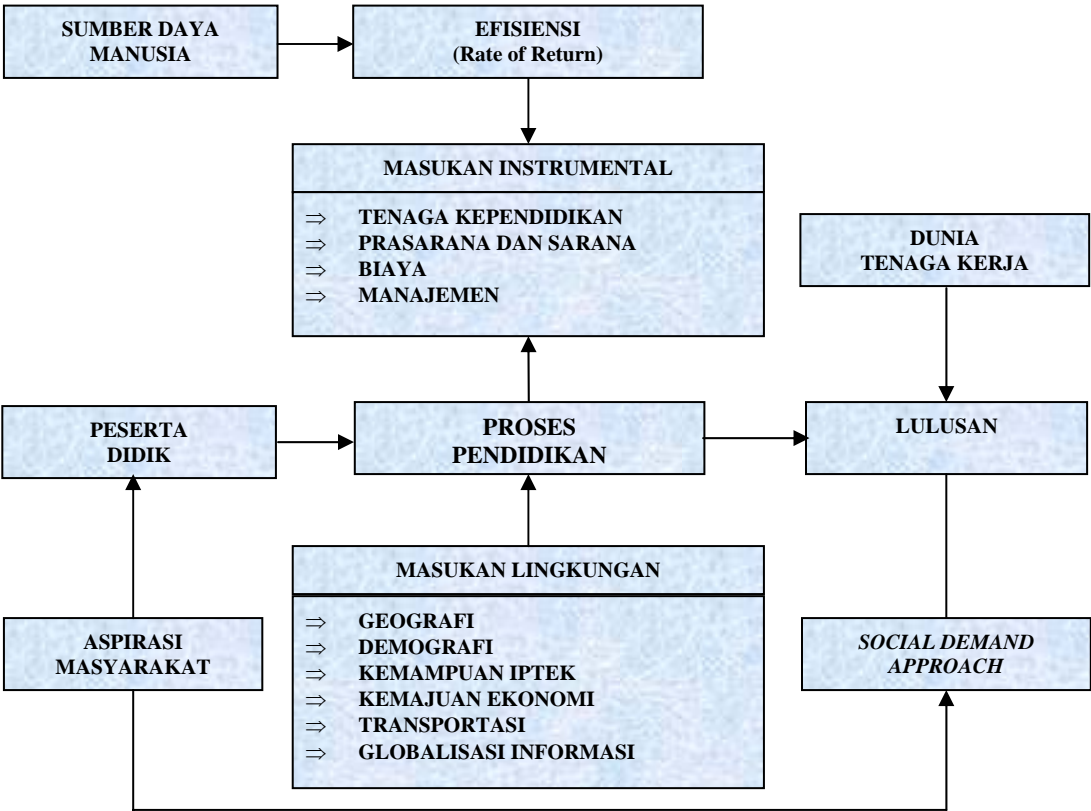 SUMBER DAYA
MANUSIA
EFISIENSI
(Rate of Return)
MASUKAN INSTRUMENTAL
⇒ TENAGA KEPENDIDIKAN
⇒ PRASARANA DAN SARANA
⇒ BIAYA
⇒ MANAJEMEN
DUNIA
TENAGA KERJA
PESERTA
DIDIK
PROSES
PENDIDIKAN
LULUSAN
MASUKAN LINGKUNGAN
⇒ GEOGRAFI
⇒ DEMOGRAFI
⇒ KEMAMPUAN IPTEK
⇒ KEMAJUAN EKONOMI
⇒ TRANSPORTASI
⇒ GLOBALISASI INFORMASI
ASPIRASI
MASYARAKAT
SOCIAL DEMAND
APPROACH